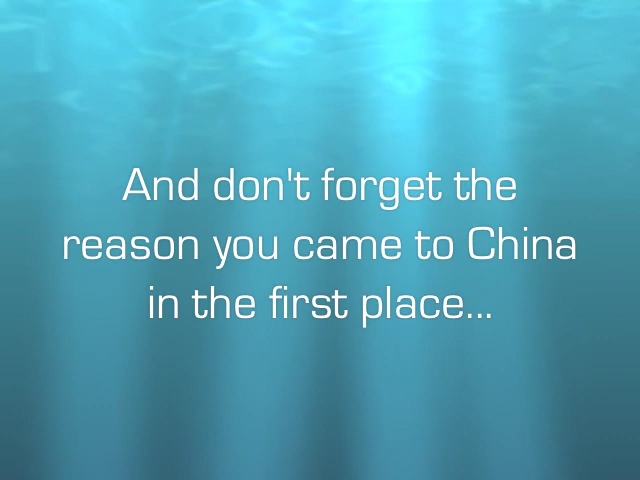 And don't forget the
reason you came to China
in the first place...